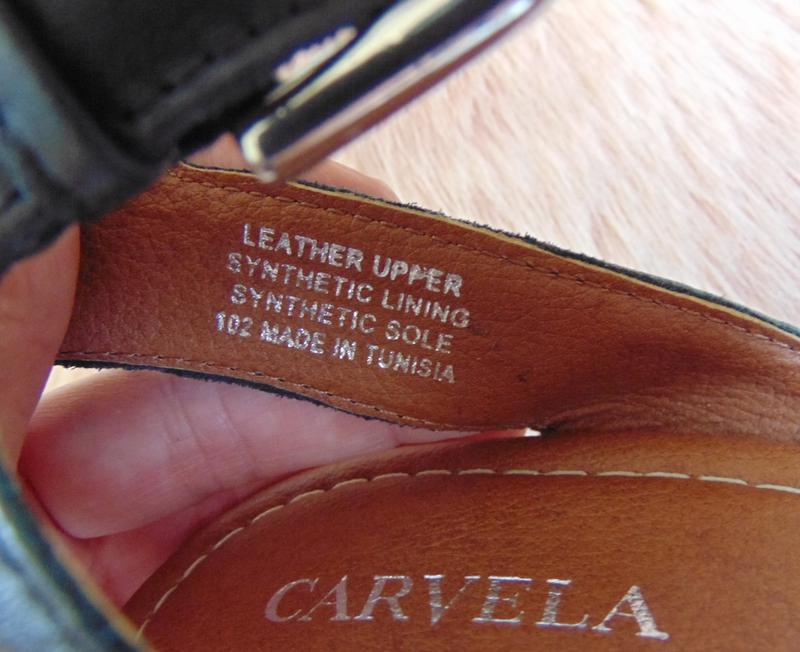 LEATHER UPPER
SYNTHETIC LINING
SYNTHETIC SOLE
102 MADE IN TUNISIA
CARVELA